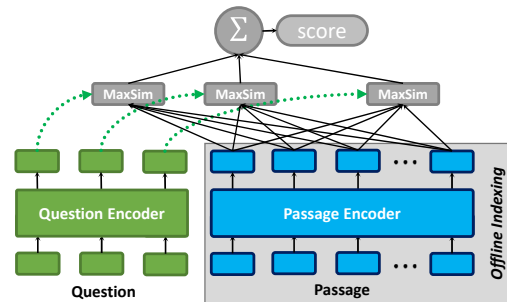 Σ
score
MaxSim
MaxSim
MaxSim
Question Encoder
Passage Encoder
Offline Indexing
Question
Passage